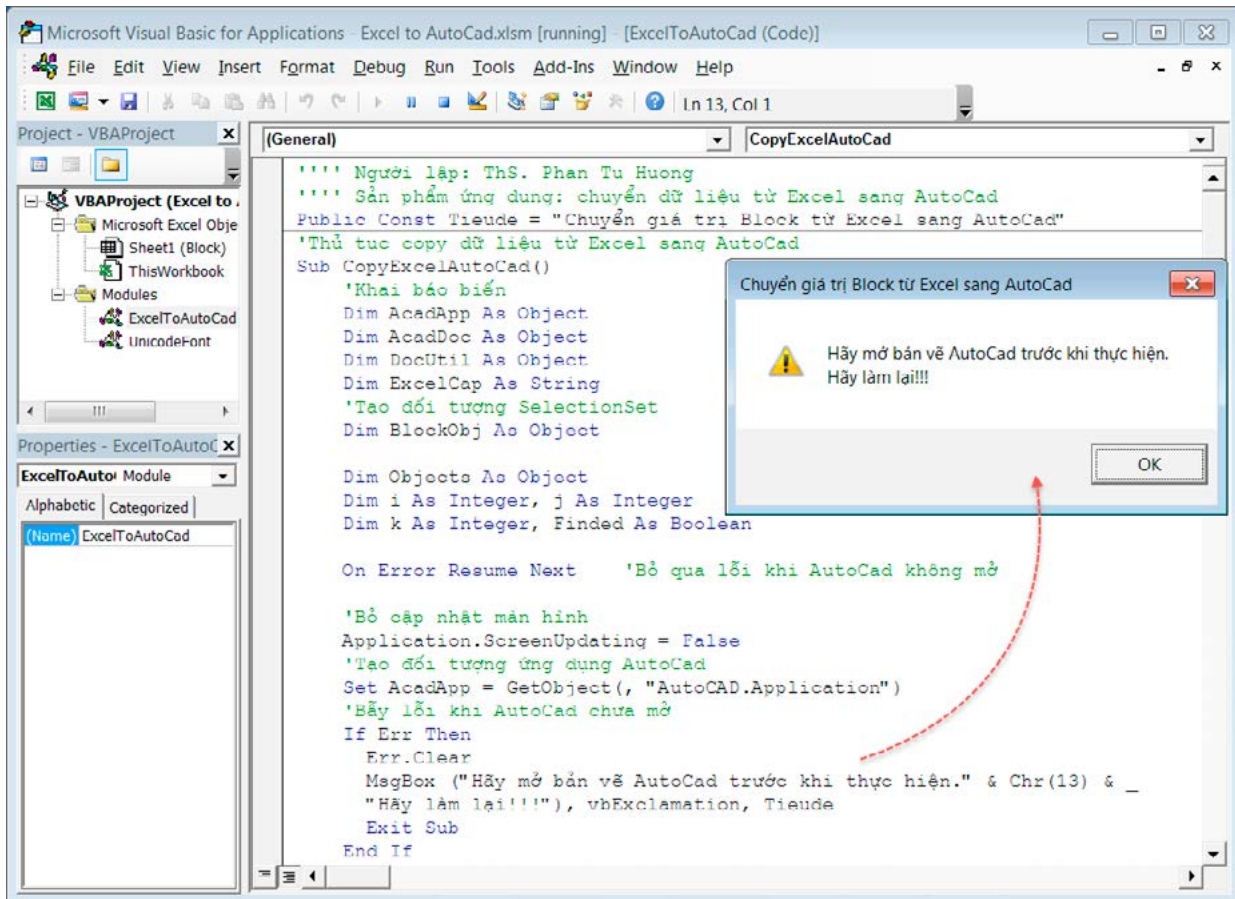 Microsoft Visual Basic for Applications - Excel to AutoCad.xlsm [running] - [ExcelToAutoCad (Code)]
File Edit View Insert Format Debug Run Tools Add-Ins Window Help
Ln 13, Col 1
Project - VBAProject
VBAProject (Excel to
Microsoft Excel Obje
Sheet1 (Block)
ThisWorkbook
Modules
ExcelToAutoCad
UnicodeFont
Properties - ExcelToAutoC
ExcelToAuto Module
Alphabetic Categorized
(Name) ExcelToAutoCad
(General) CopyExcelAutoCad
'''' Người lập: ThS. Phan Tu Huong
'''' Sản phẩm ứng dung: chuyển dữ liệu từ Excel sang AutoCad
Public Const Tieude = "Chuyển giá trị Block từ Excel sang AutoCad"
'Thủ tuc copy dữ liệu từ Excel sang AutoCad
Sub CopyExcelAutoCad()
'Khai báo biến
Dim AcadApp As Object
Dim AcadDoc As Object
Dim DocUtil As Object
Dim ExcelCap As String
'Tao đối tượng SelectionSet
Dim BlockObj As Object
Dim Objects As Object
Dim i As Integer, j As Integer
Dim k As Integer, Finded As Boolean
On Error Resume Next 'Bỏ qua lỗi khi AutoCad không mở
'Bỏ cập nhật màn hình
Application.ScreenUpdating = False
'Tạo đối tượng ứng dụng AutoCad
Set AcadApp = GetObject(, "AutoCAD.Application")
'Bẫy lỗi khi AutoCad chưa mở
If Err Then
Err.Clear
MsgBox ("Hãy mở bản vẽ AutoCad trước khi thực hiện." & Chr(13) & _
"Hãy làm lại!!!"), vbExclamation, Tieude
Exit Sub
End If
Chuyển giá trị Block từ Excel sang AutoCad
Hãy mở bản vẽ AutoCad trước khi thực hiện.
Hãy làm lại!!!
OK